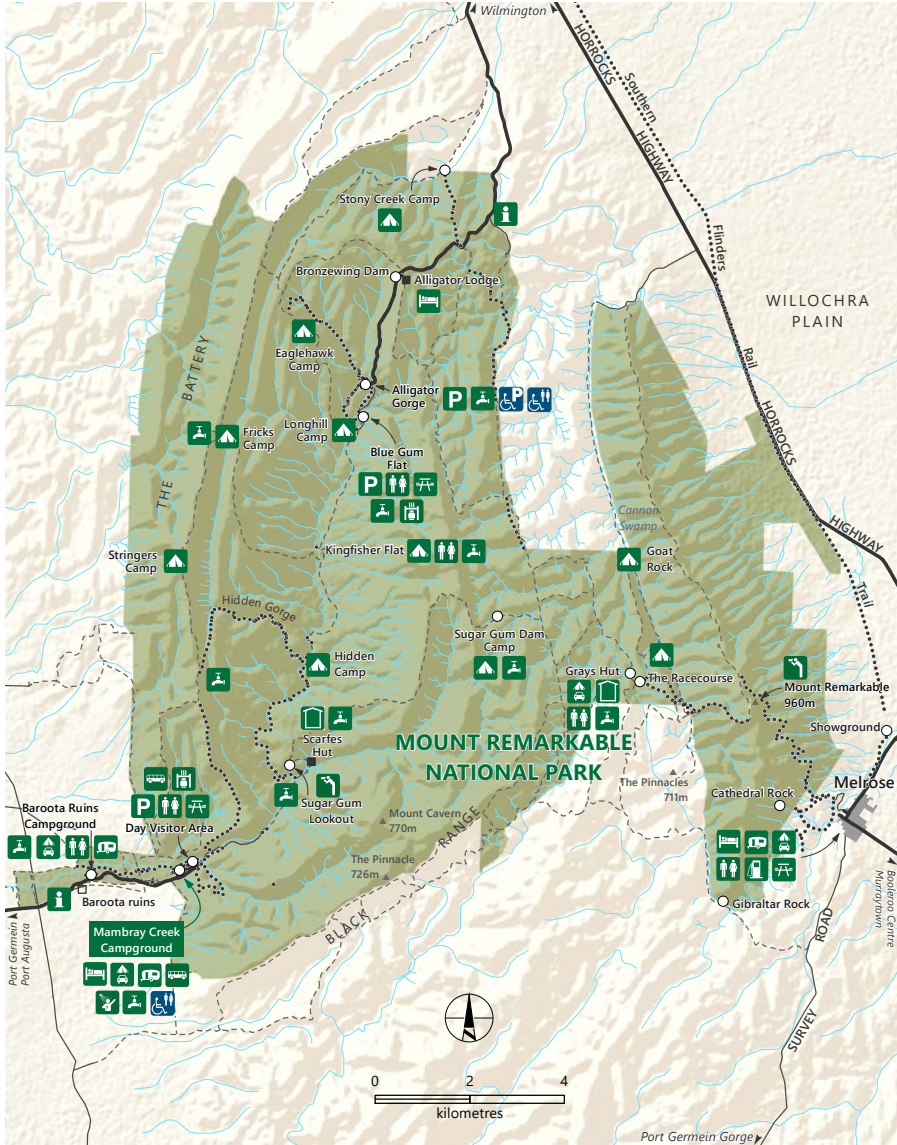 Wilmington
HORROCKS
Southern
HIGHWAY
Stony Creek Camp
i
Flinders
Bronzewing Dam
Alligator Lodge
WILLOCHRA
PLAIN
Eaglehawk
Camp
Rail
THE BATTERY
Alligator
Gorge
P
P
HORROCKS
Fricks
Camp
Longhill
Camp
Blue Gum
Flat
P
Cannon
Swamp
HIGHWAY
Stringers
Camp
Kingfisher Flat
Goat
Rock
Trail
Hidden Gorge
Sugar Gum Dam
Camp
Hidden
Camp
Grays Hut
The Racecourse
Mount Remarkable
960m
Scarfes
Hut
MOUNT REMARKABLE
NATIONAL PARK
Showground
The Pinnacles
711m
Melrose
Cathedral Rock
Sugar Gum
Lookout
Baroota Ruins
Campground
P
Day Visitor Area
Mount Cavern
770m
The Pinnacle
726m
BLACK RANGE
i
Baroota ruins
Gibraltar Rock
Booleroo Centre
Murraytown
Port Germein
Port Augusta
Mambray Creek
Campground
N
SURVEY ROAD
0 2 4
kilometres
Port Germein Gorge